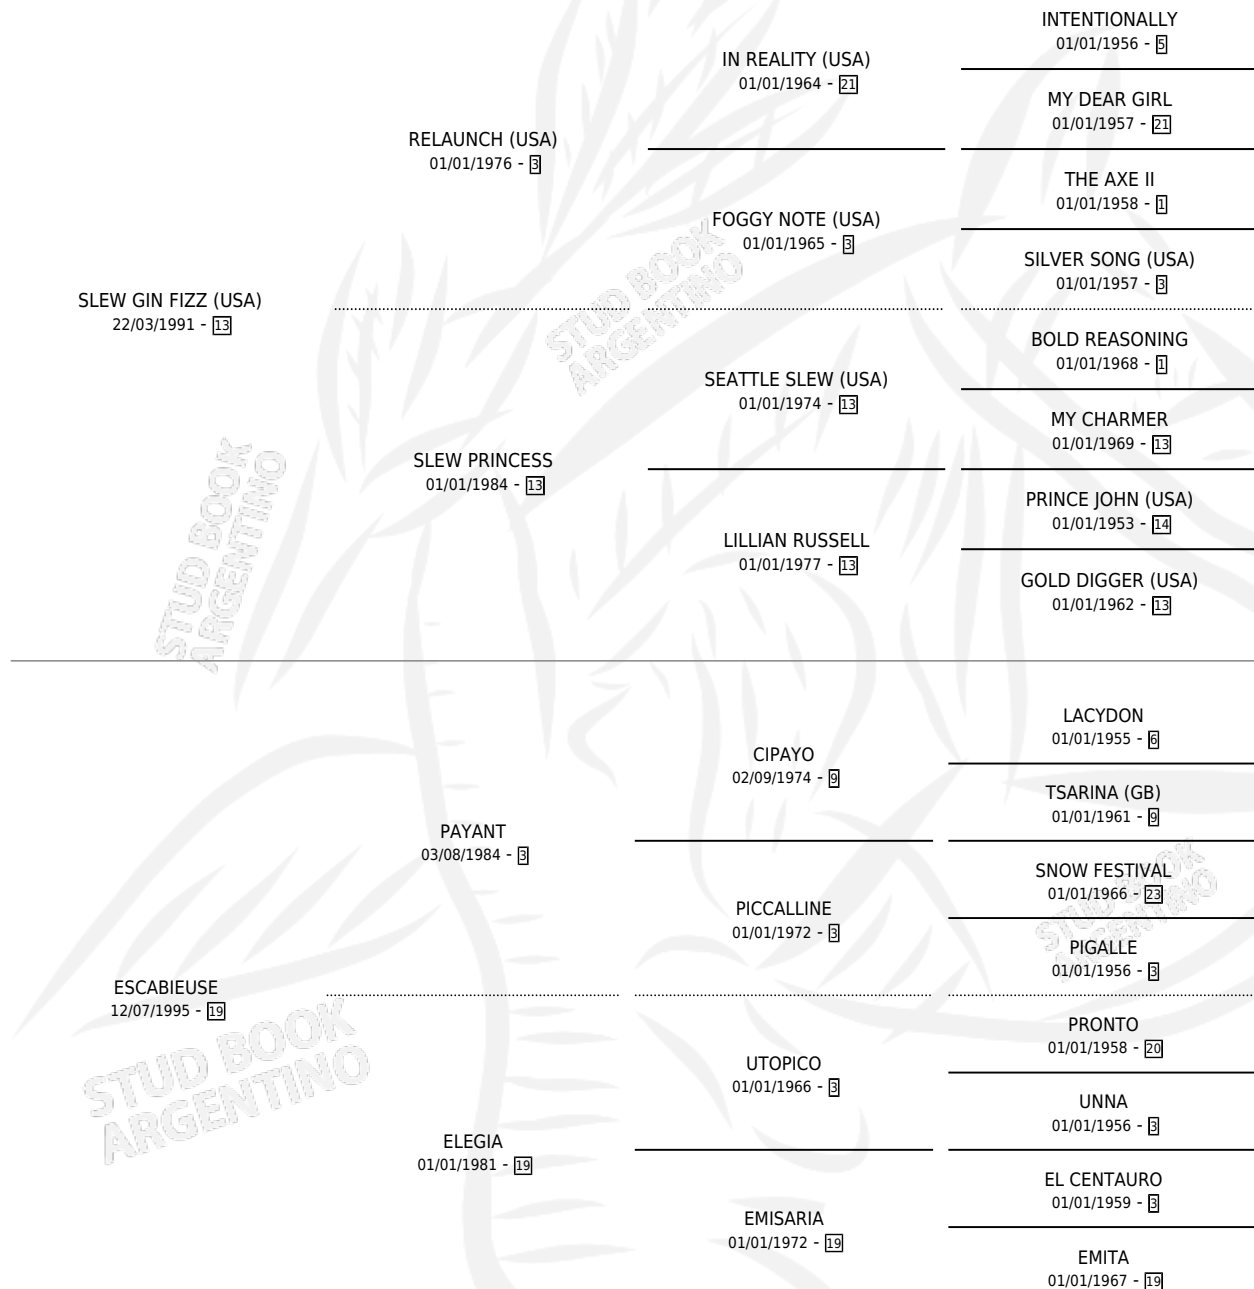 INTENTIONALLY
01/01/1956 - 5
IN REALITY (USA)
01/01/1964 - 21
MY DEAR GIRL
01/01/1957 - 21
RELAUNCH (USA)
01/01/1976 - 3
THE AXE II
01/01/1958 - 1
FOGGY NOTE (USA)
01/01/1965 - 3
SILVER SONG (USA)
01/01/1957 - 3
SLEW GIN FIZZ (USA)
22/03/1991 - 13
BOLD REASONING
01/01/1968 - 1
SEATTLE SLEW (USA)
01/01/1974 - 13
MY CHARMER
01/01/1969 - 13
SLEW PRINCESS
01/01/1984 - 13
PRINCE JOHN (USA)
01/01/1953 - 14
LILLIAN RUSSELL
01/01/1977 - 13
GOLD DIGGER (USA)
01/01/1962 - 13
LACYDON
01/01/1955 - 6
CIPAYO
02/09/1974 - 9
TSARINA (GB)
01/01/1961 - 9
PAYANT
03/08/1984 - 3
SNOW FESTIVAL
01/01/1966 - 23
PICCALLINE
01/01/1972 - 3
PIGALLE
01/01/1956 - 3
ESCABIEUSE
12/07/1995 - 19
PRONTO
01/01/1958 - 20
UTOPICO
01/01/1966 - 3
UNNA
01/01/1956 - 3
ELEGIA
01/01/1981 - 19
EL CENTAURO
01/01/1959 - 3
EMISARIA
01/01/1972 - 19
EMITA
01/01/1967 - 19
STUD BOOK
ARGENTINO
STUD BOOK
ARGENTINO
STUD BOOK
ARGENTINO
STUD BOOK
ARGENTINO